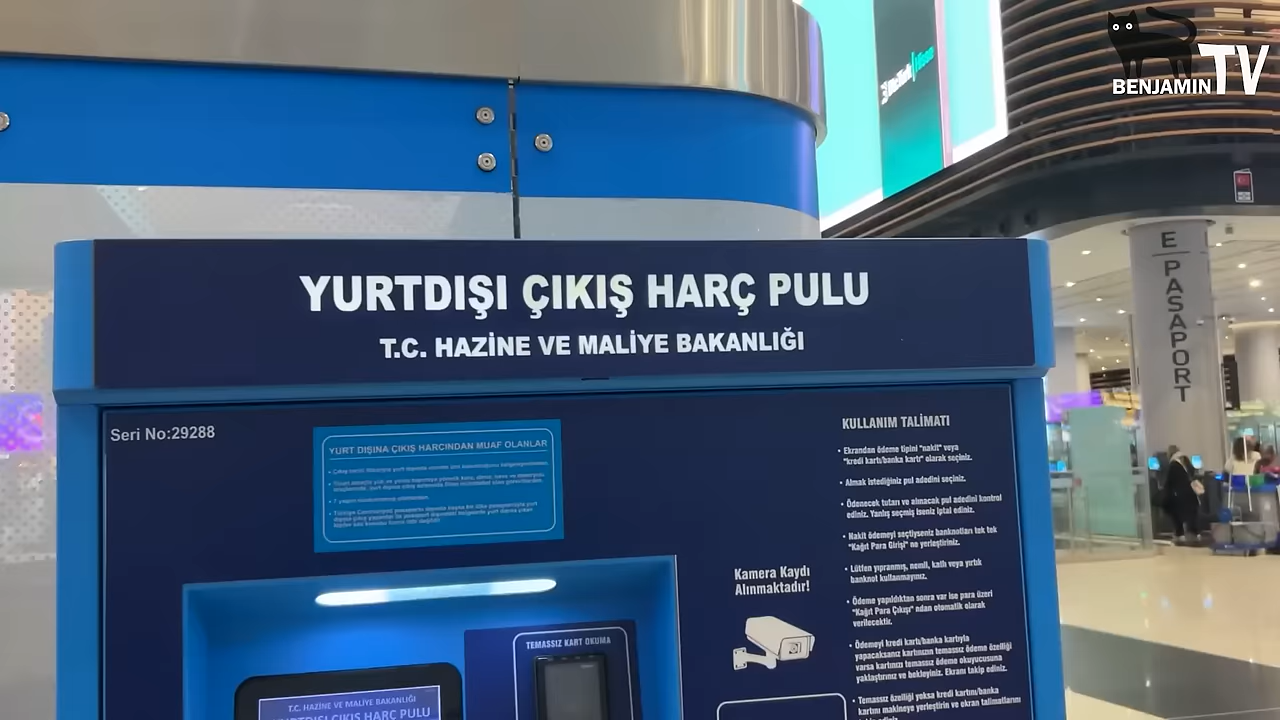 BENJAMIN TV
E PASAPORT
YURTDIŞI ÇIKIŞ HARÇ PULU
T.C. HAZİNE VE MALİYE BAKANLIĞI
Seri No:29288
YURT DIŞINA ÇIKIŞ HARCINDAN MUAF OLANLAR
KULLANIM TALİMATI
• Ekrandan ödeme tipini "nakit" veya
"kredi kartı/banka kartı" olarak seçiniz.
• Almak istediğiniz pul adedini seçiniz.
• Ödenecek tutarı ve alınacak pul adedini kontrol
ediniz. Yanlış seçmiş iseniz iptal ediniz.
• Nakit ödemeyi seçtiyseniz banknotları tek tek
"Kağıt Para Girişi" ne yerleştiriniz.
• Lütfen yıpranmış, nemli, katlı veya yırtık
banknot kullanmayınız.
• Ödeme yapıldıktan sonra var ise para üzeri
"Kağıt Para Çıkışı" ndan otomatik olarak
verilecektir.
• Ödemeyi kredi kartı/banka kartıyla
yapacaksanız kartınızın temassız ödeme özelliği
varsa kartınızı temassız ödeme okuyucusuna
yaklaştırınız ve bekleyiniz. Ekranı takip ediniz.
• Temassız özelliği yoksa kredi kartını/banka
kartını makineye yerleştirin ve ekran talimatlarını
Kamera Kaydı
Alınmaktadır!
TEMASSIZ KART OKUMA
T.C. HAZİNE VE MALİYE BAKANLIĞI
YURTDIŞI ÇIKIŞ HARÇ PULU